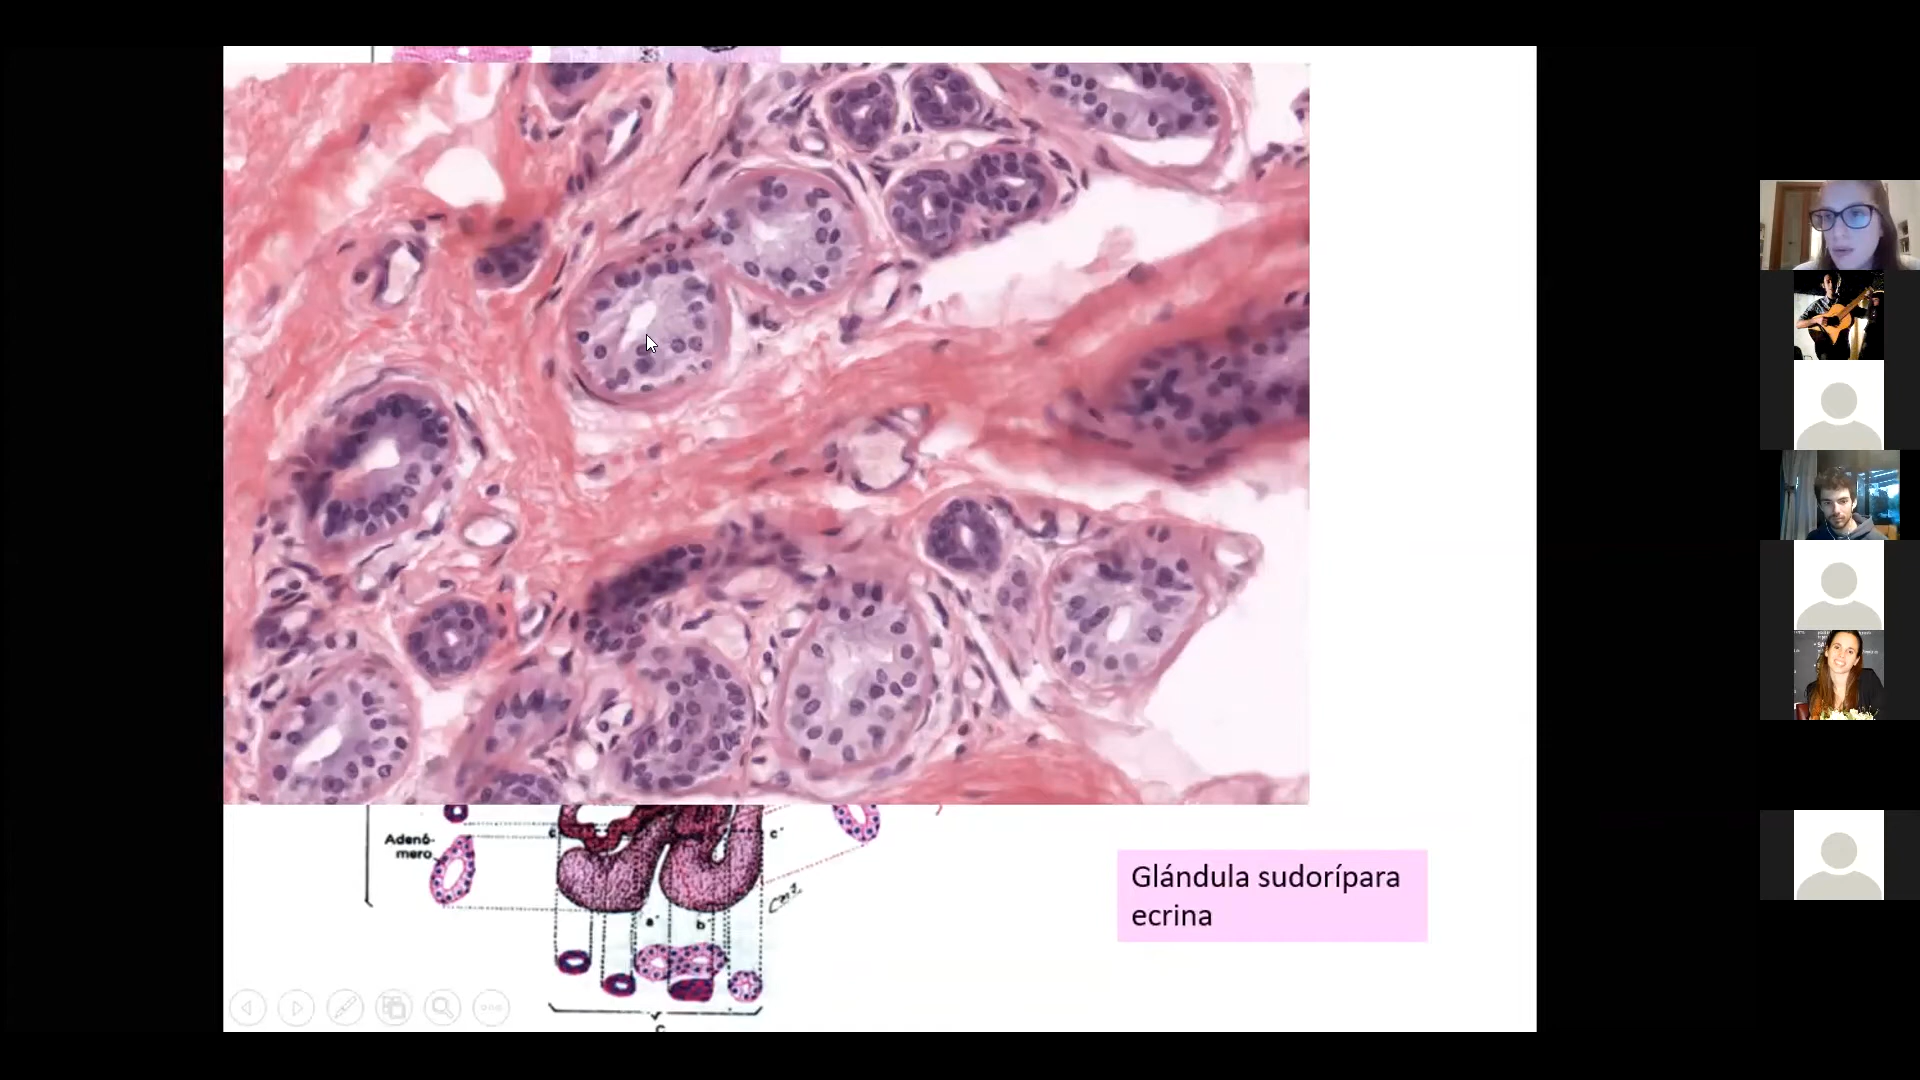 Adenó-
mero
c
c'
a'
b
Glándula sudorípara
ecrina
c